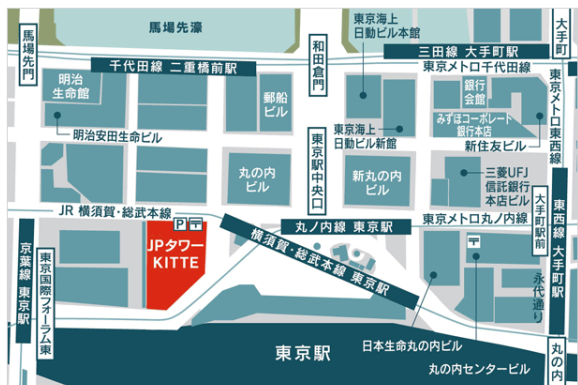 馬場先濠
馬場先門
和田倉門
東京海上
日動ビル本館
大手町
三田線 大手町駅
千代田線 二重橋前駅
東京メトロ千代田線
明治
生命館
郵船
ビル
銀行
会館
みずほコーポレート
銀行本店
東京メトロ東西線
明治安田生命ビル
東京海上
日動ビル新館
新住友ビル
東京駅中央口
丸の内
ビル
新丸の内
ビル
三菱UFJ
信託銀行
本店ビル
JR 横須賀・総武本線
丸ノ内線 東京駅
東京メトロ丸ノ内線
大手町駅前
東西線 大手町駅
P
〒
JPタワー
KITTE
横須賀・総武本線 東京駅
〒
京葉線 東京駅
東京国際フォーラム東
永代通り
日本生命丸の内ビル
丸の内センタービル
丸の内
東京駅